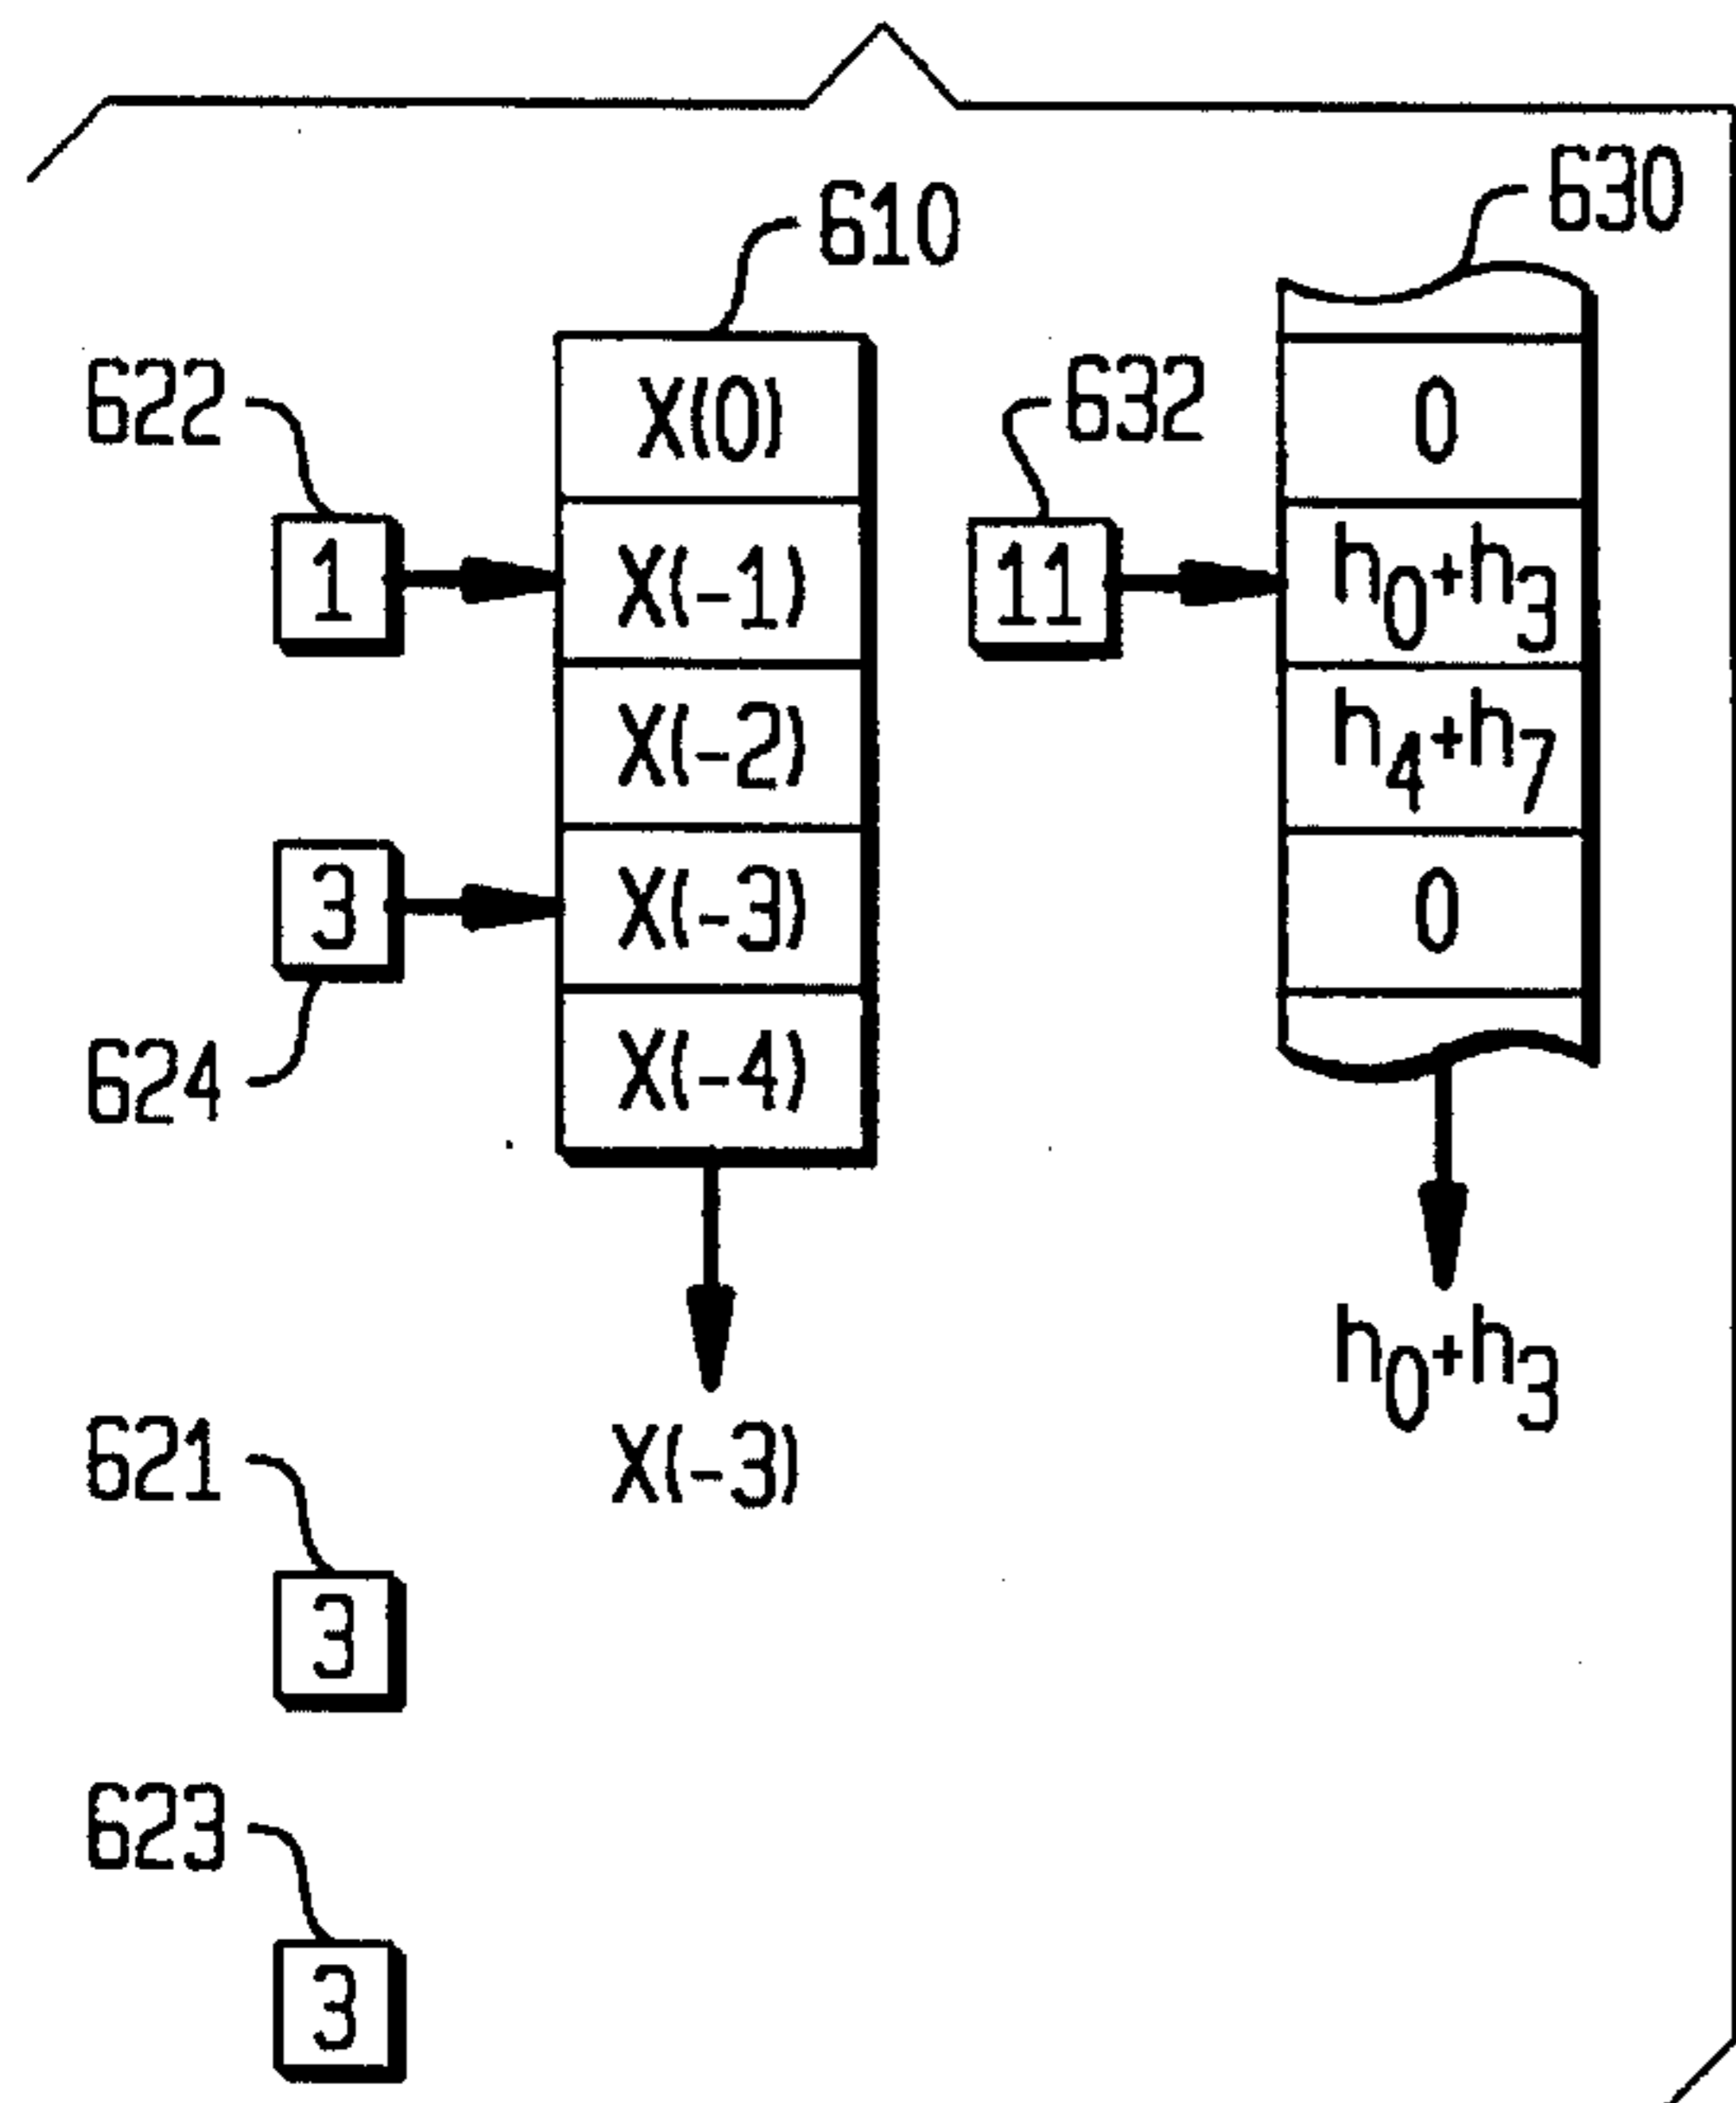 610
630
622
632
X(0)
0
1
X(-1)
11
h₀+h₃
X(-2)
h₄+h₇
3
X(-3)
0
624
X(-4)
h₀+h₃
621
X(-3)
3
623
3